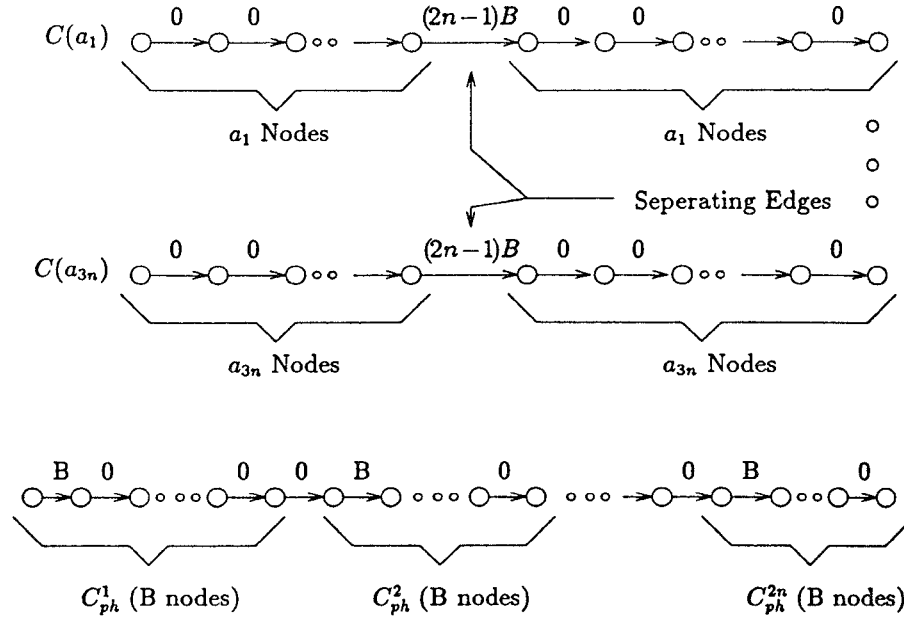 0 0 (2n−1)B 0 0 0
C(a₁)
a₁ Nodes a₁ Nodes
Seperating Edges
0 0 (2n−1)B 0 0 0
C(a₃ₙ)
a₃ₙ Nodes a₃ₙ Nodes
B 0 0 0 B 0 0 B 0
C¹ₚₕ (B nodes) C²ₚₕ (B nodes) C²ⁿₚₕ (B nodes)